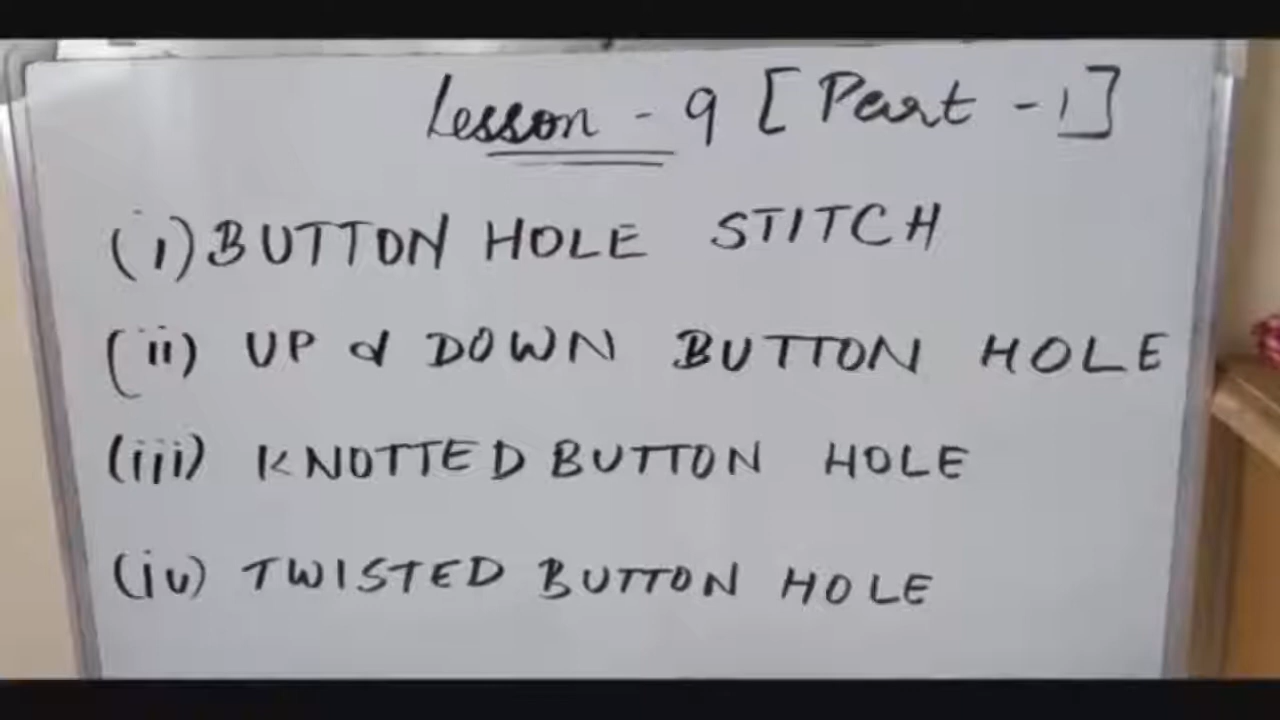 Lesson - 9 [Part - 1]
(i) BUTTON HOLE STITCH
(ii) UP & DOWN BUTTON HOLE
(iii) KNOTTED BUTTON HOLE
(iv) TWISTED BUTTON HOLE